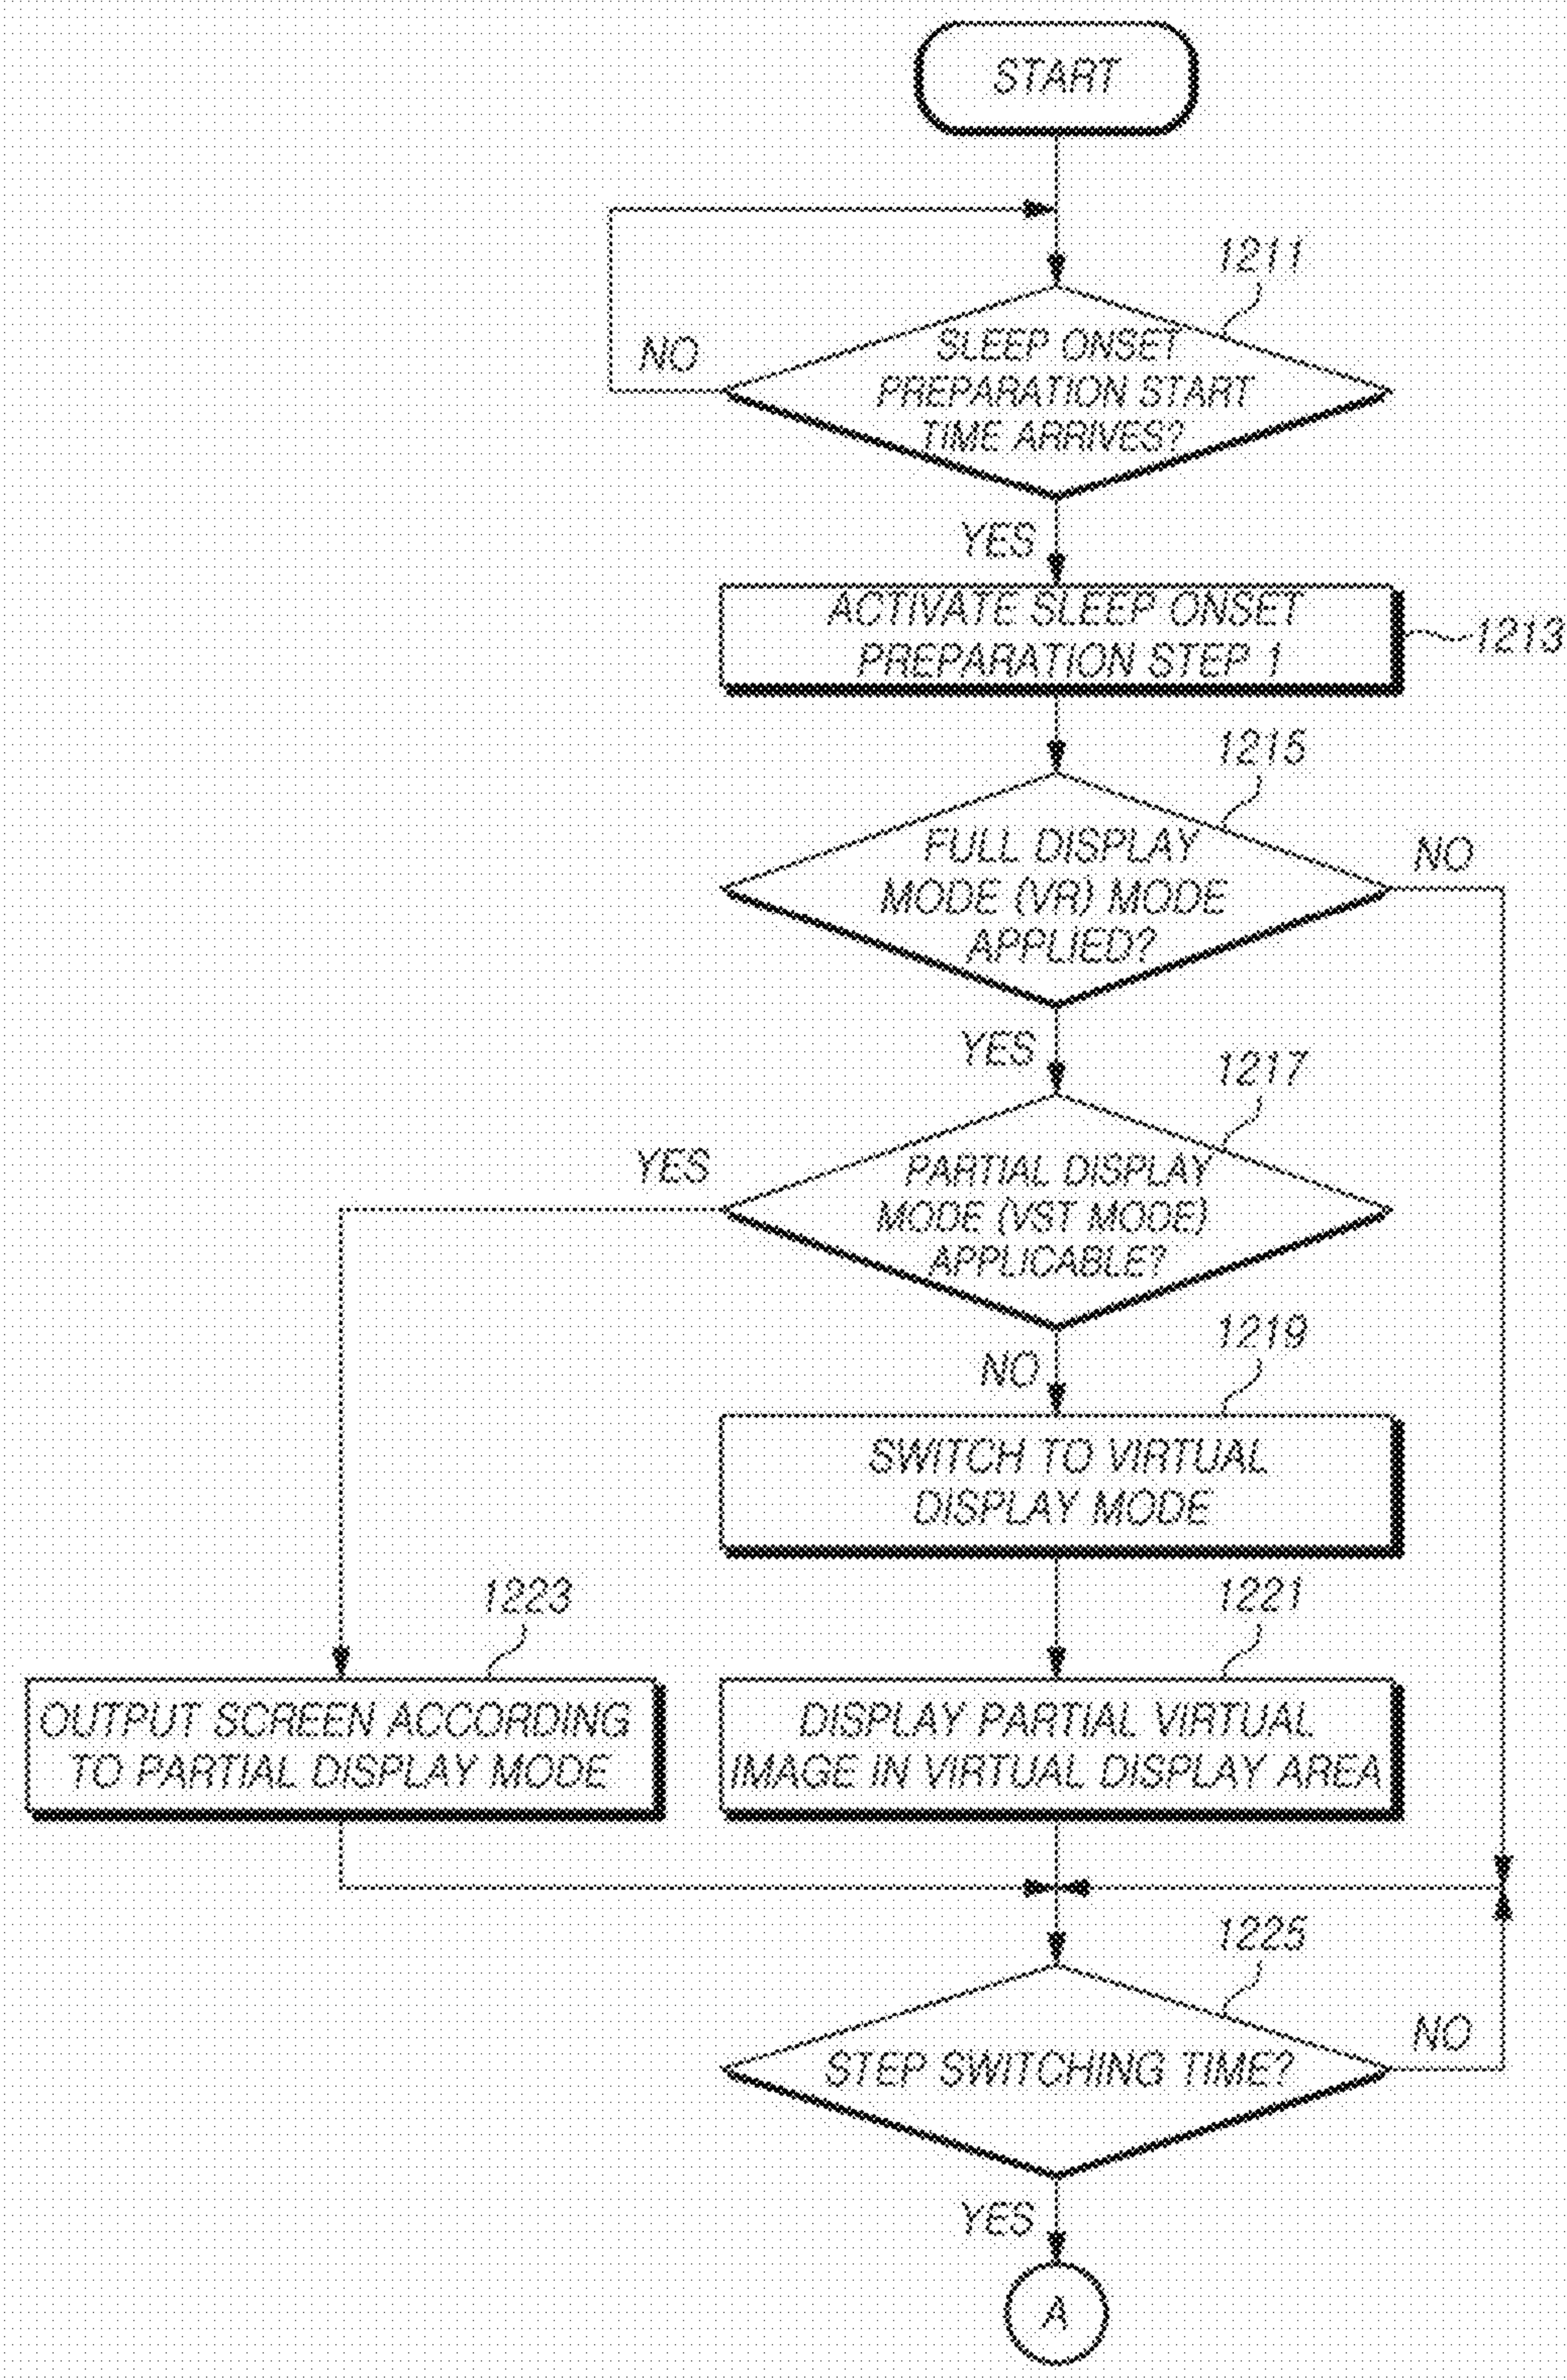 START
1211
NO
SLEEP ONSET
PREPARATION START
TIME ARRIVES?
YES
ACTIVATE SLEEP ONSET
PREPARATION STEP 1
1213
1215
FULL DISPLAY
MODE (VR) MODE
APPLIED?
NO
YES
1217
YES
PARTIAL DISPLAY
MODE (VST MODE)
APPLICABLE?
NO
1219
SWITCH TO VIRTUAL
DISPLAY MODE
1223
1221
OUTPUT SCREEN ACCORDING
TO PARTIAL DISPLAY MODE
DISPLAY PARTIAL VIRTUAL
IMAGE IN VIRTUAL DISPLAY AREA
1225
NO
STEP SWITCHING TIME?
YES
A